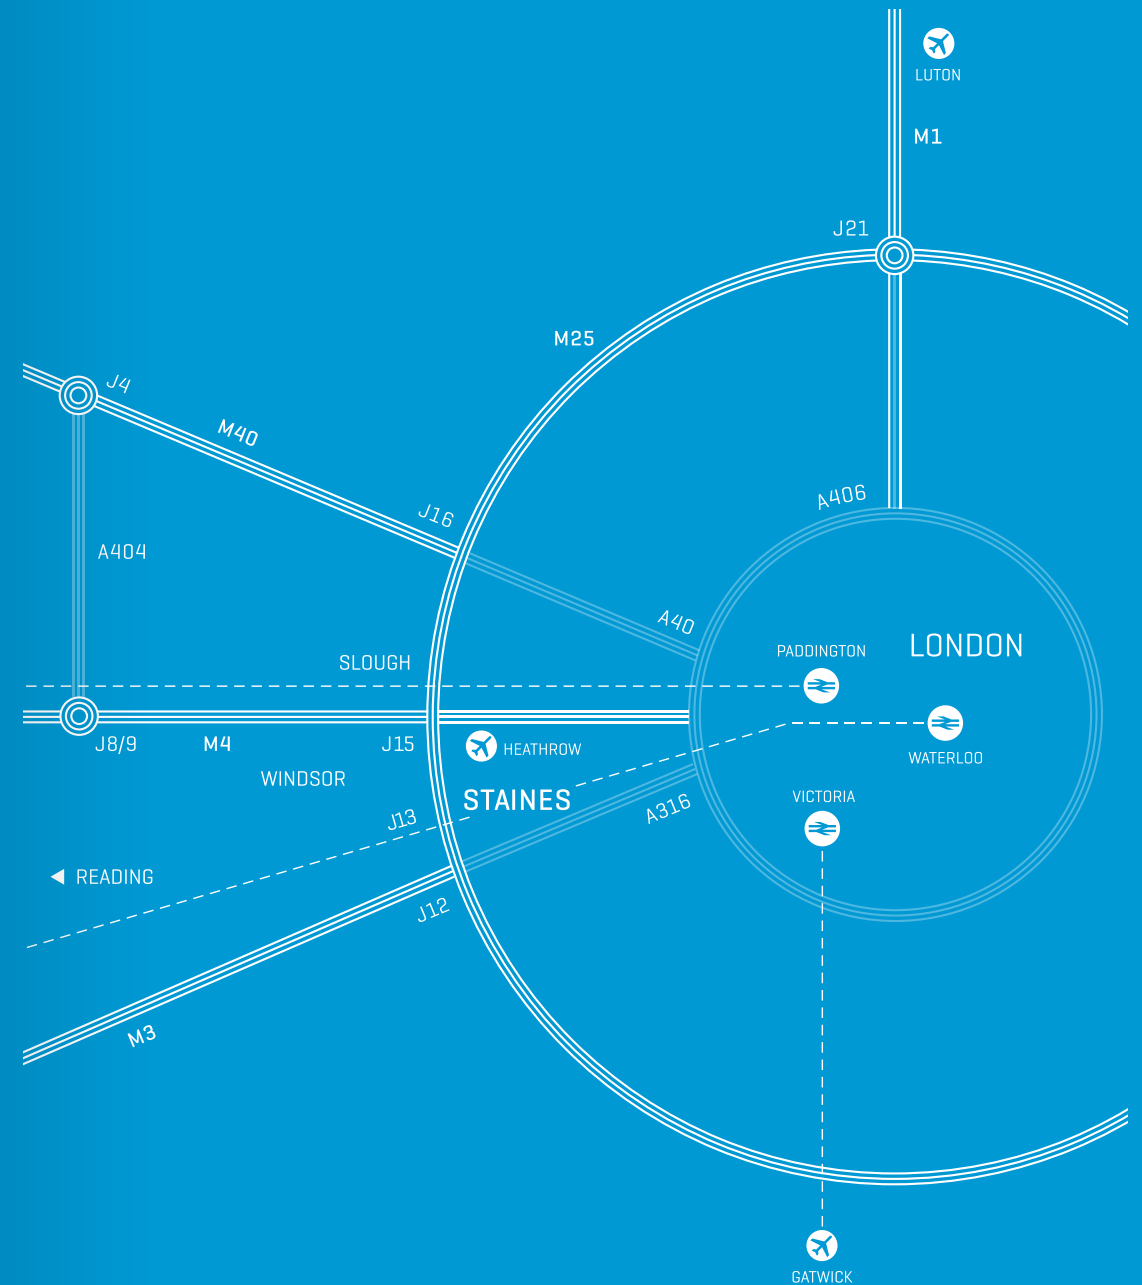 LUTON
M1
J21
M25
J4
M40
A406
J16
A404
A40
LONDON
PADDINGTON
SLOUGH
J8/9
M4
J15
HEATHROW
WATERLOO
WINDSOR
STAINES
VICTORIA
J13
A316
READING
J12
M3
GATWICK